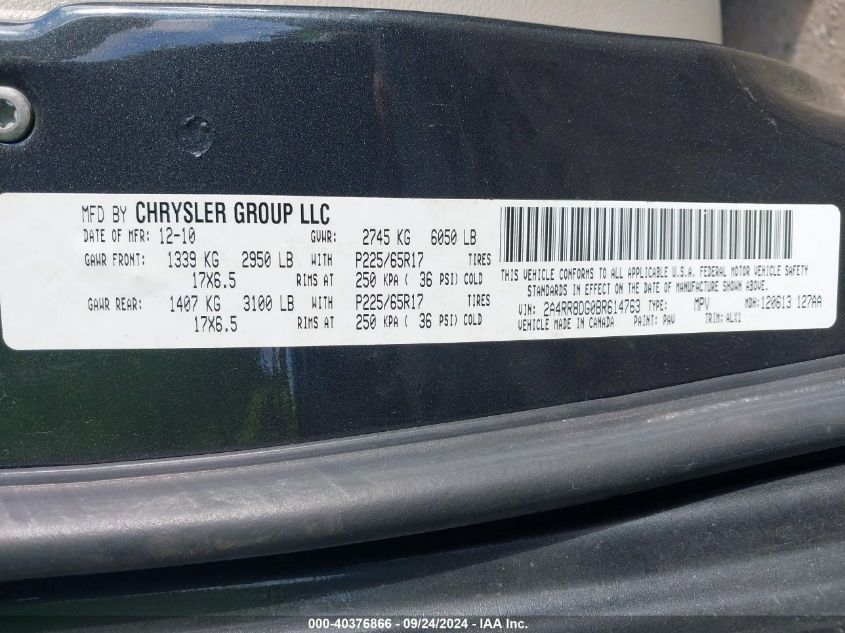 MFD BY CHRYSLER GROUP LLC
DATE OF MFR: 12-10 GVWR: 2745 KG 6050 LB
GAWR FRONT: 1339 KG 2950 LB WITH P225/65R17 TIRES
17X6.5 RIMS AT 250 KPA ( 36 PSI) COLD
GAWR REAR: 1407 KG 3100 LB WITH P225/65R17 TIRES
17X6.5 RIMS AT 250 KPA ( 36 PSI) COLD
THIS VEHICLE CONFORMS TO ALL APPLICABLE U.S.A. FEDERAL MOTOR VEHICLE SAFETY
STANDARDS IN EFFECT ON THE DATE OF MANUFACTURE SHOWN ABOVE.
VIN: 2A4RR8DG0BR614763 TYPE: MPV MDH: 120613 127AA
VEHICLE MADE IN CANADA PAINT: PAV TRIM: ALX1
000-40376866 - 09/24/2024 - IAA Inc.